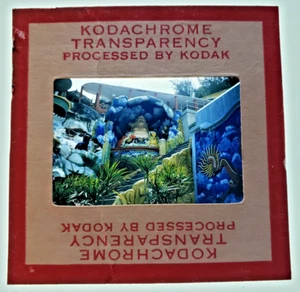 KODACHROME
TRANSPARENCY
PROCESSED BY KODAK
PROCESSED BY KODAK
TRANSPARENCY
KODACHROME